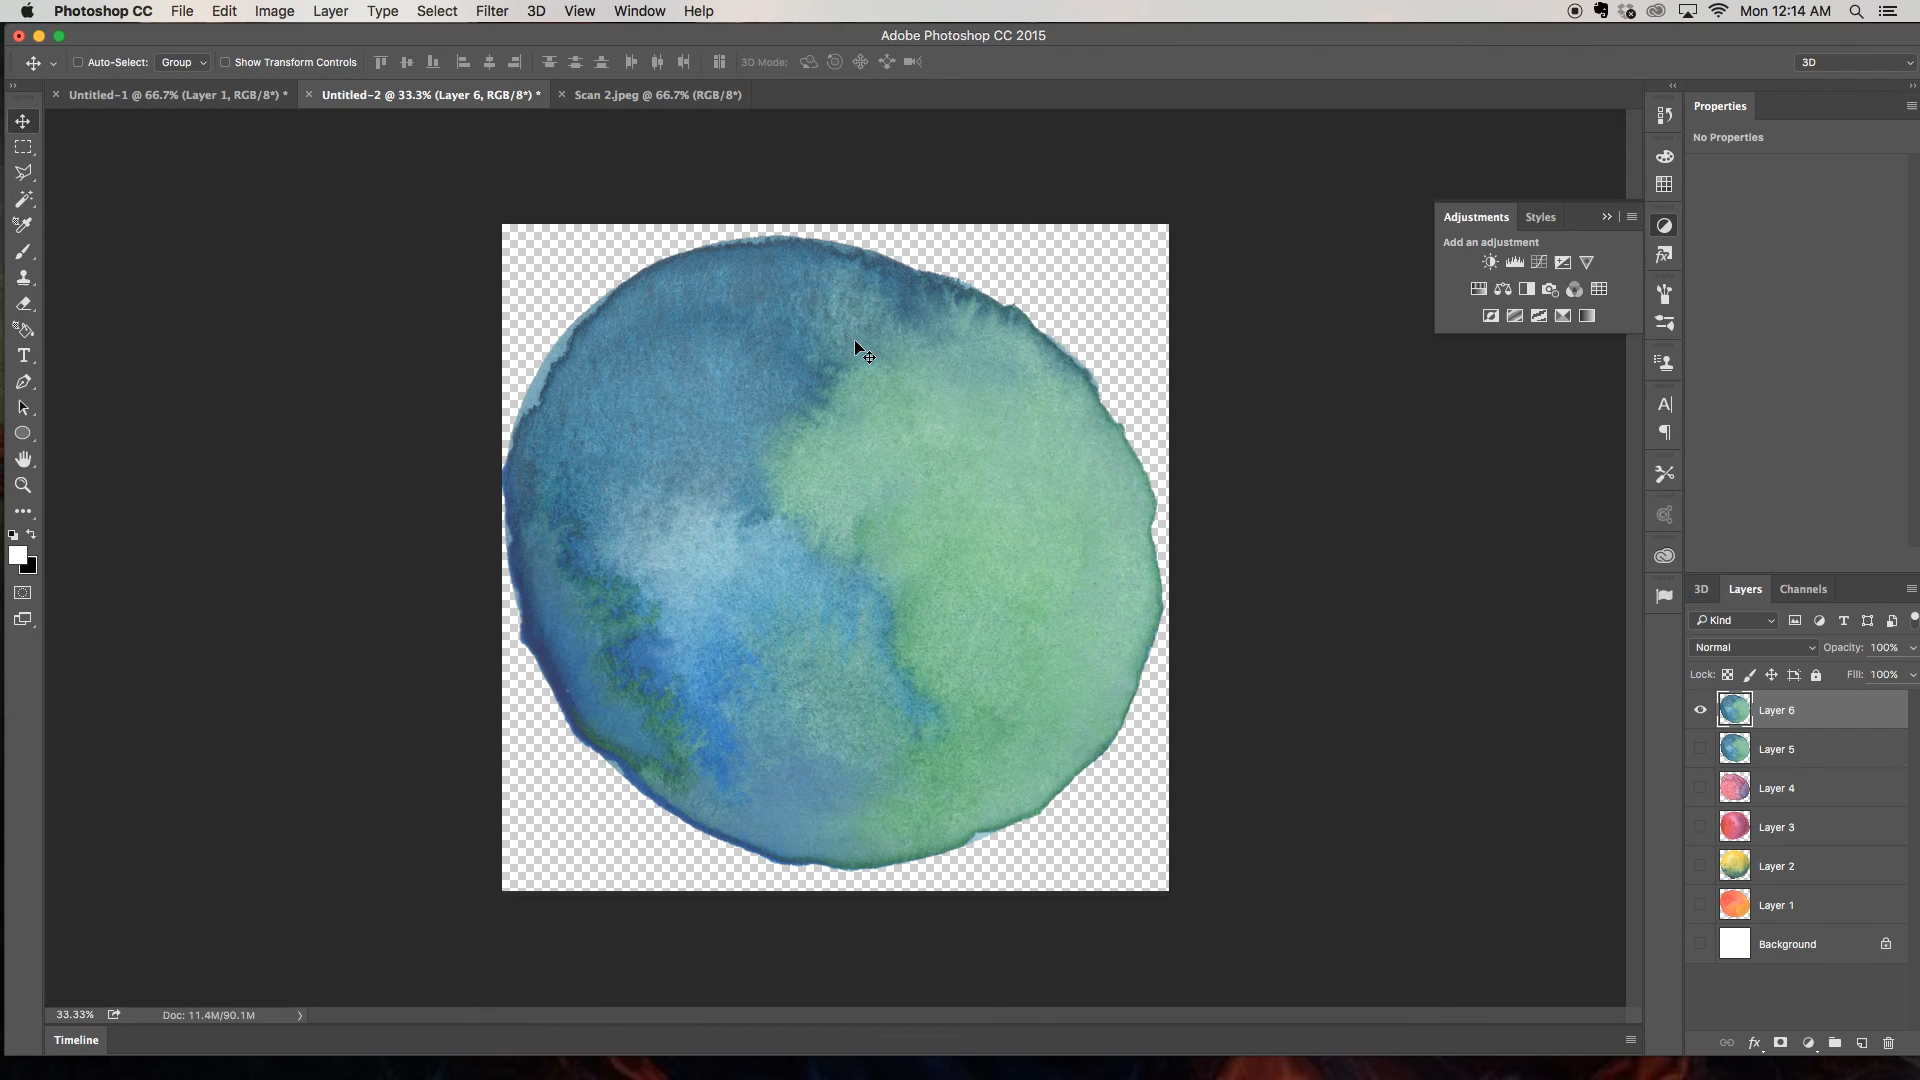 Photoshop CC File Edit Image Layer Type Select Filter 3D View Window Help Mon 12:14 AM
Adobe Photoshop CC 2015
Auto-Select: Group Show Transform Controls 3D Mode: 3D
Untitled-1 @ 66.7% (Layer 1, RGB/8*) * Untitled-2 @ 33.3% (Layer 6, RGB/8*) * Scan 2.jpeg @ 66.7% (RGB/8*)
Properties
No Properties
Adjustments Styles
Add an adjustment
3D Layers Channels
Kind
Normal Opacity: 100%
Lock: Fill: 100%
Layer 6
Layer 5
Layer 4
Layer 3
Layer 2
Layer 1
Background
33.33% Doc: 11.4M/90.1M
Timeline